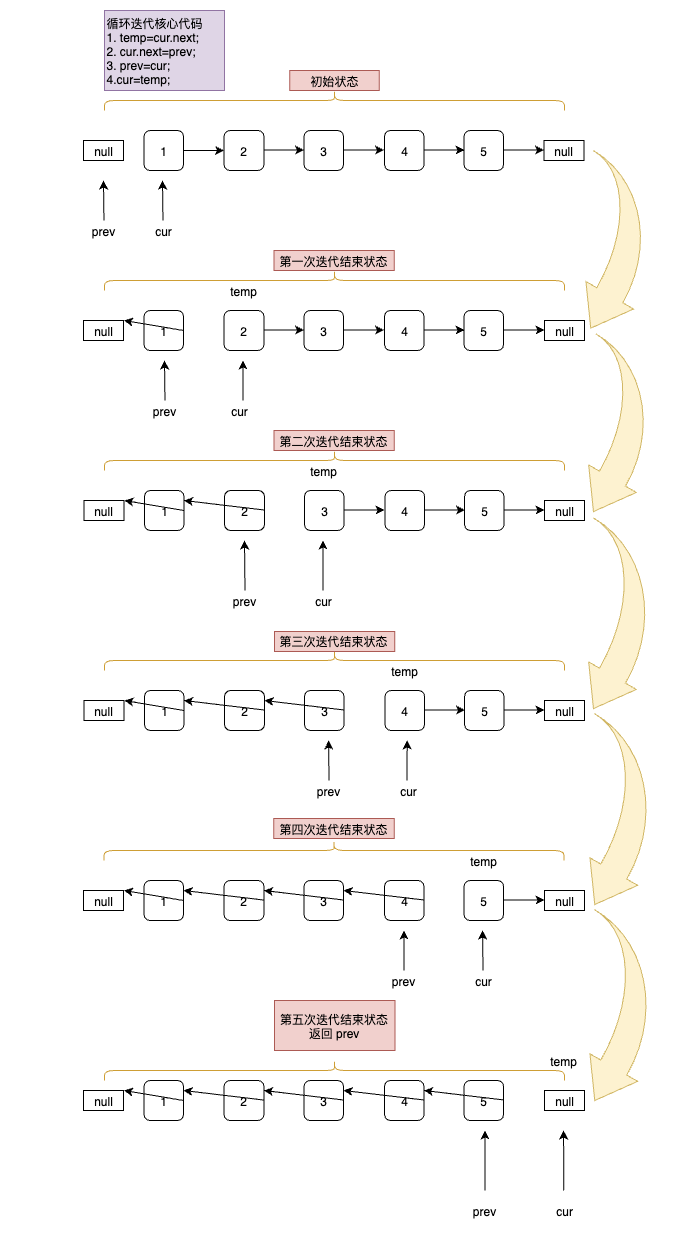 循环迭代核心代码
1. temp=cur.next;
2. cur.next=prev;
3. prev=cur;
4.cur=temp;
初始状态
null 1 2 3 4 5 null
prev cur
第一次迭代结束状态
temp
null 1 2 3 4 5 null
prev cur
第二次迭代结束状态
temp
null 1 2 3 4 5 null
prev cur
第三次迭代结束状态
temp
null 1 2 3 4 5 null
prev cur
第四次迭代结束状态
temp
null 1 2 3 4 5 null
prev cur
第五次迭代结束状态
返回 prev
temp
null 1 2 3 4 5 null
prev cur